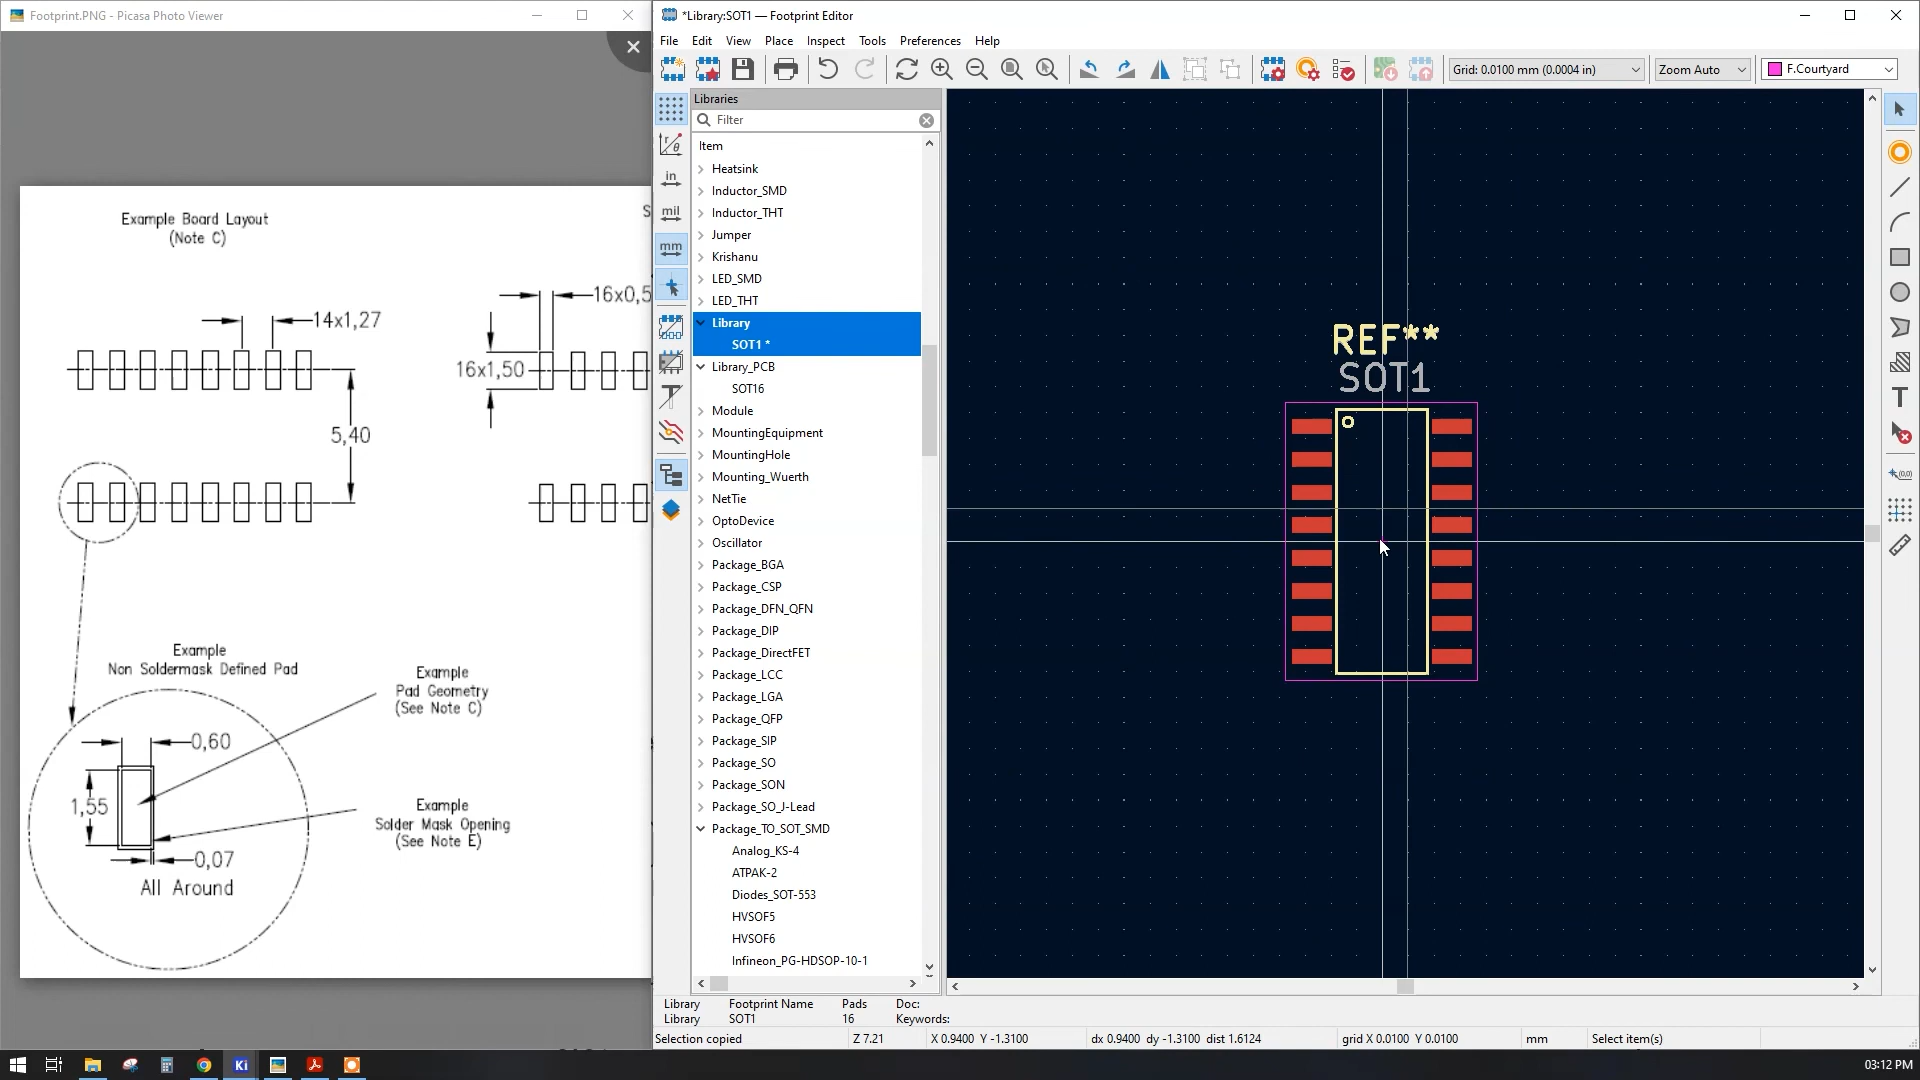 Footprint.PNG - Picasa Photo Viewer
Example Board Layout
(Note C)
S
14x1,27
16x0,5
16x1,50
5,40
Example
Non Soldermask Defined Pad
Example
Pad Geometry
(See Note C)
0,60
1,55
Example
Solder Mask Opening
(See Note E)
0,07
All Around
*Library:SOT1 — Footprint Editor
File Edit View Place Inspect Tools Preferences Help
Grid: 0.0100 mm (0.0004 in)
Zoom Auto
F.Courtyard
in
mil
mm
Libraries
Filter
Item
Heatsink
Inductor_SMD
Inductor_THT
Jumper
Krishanu
LED_SMD
LED_THT
Library
SOT1 *
Library_PCB
SOT16
Module
MountingEquipment
MountingHole
Mounting_Wuerth
NetTie
OptoDevice
Oscillator
Package_BGA
Package_CSP
Package_DFN_QFN
Package_DIP
Package_DirectFET
Package_LCC
Package_LGA
Package_QFP
Package_SIP
Package_SO
Package_SON
Package_SO_J-Lead
Package_TO_SOT_SMD
Analog_KS-4
ATPAK-2
Diodes_SOT-553
HVSOF5
HVSOF6
Infineon_PG-HDSOP-10-1
REF**
SOT1
(0,0)
Library Footprint Name Pads Doc:
Library SOT1 16 Keywords:
Selection copied Z 7.21 X 0.9400 Y -1.3100 dx 0.9400 dy -1.3100 dist 1.6124 grid X 0.0100 Y 0.0100 mm Select item(s)
Ki
03:12 PM